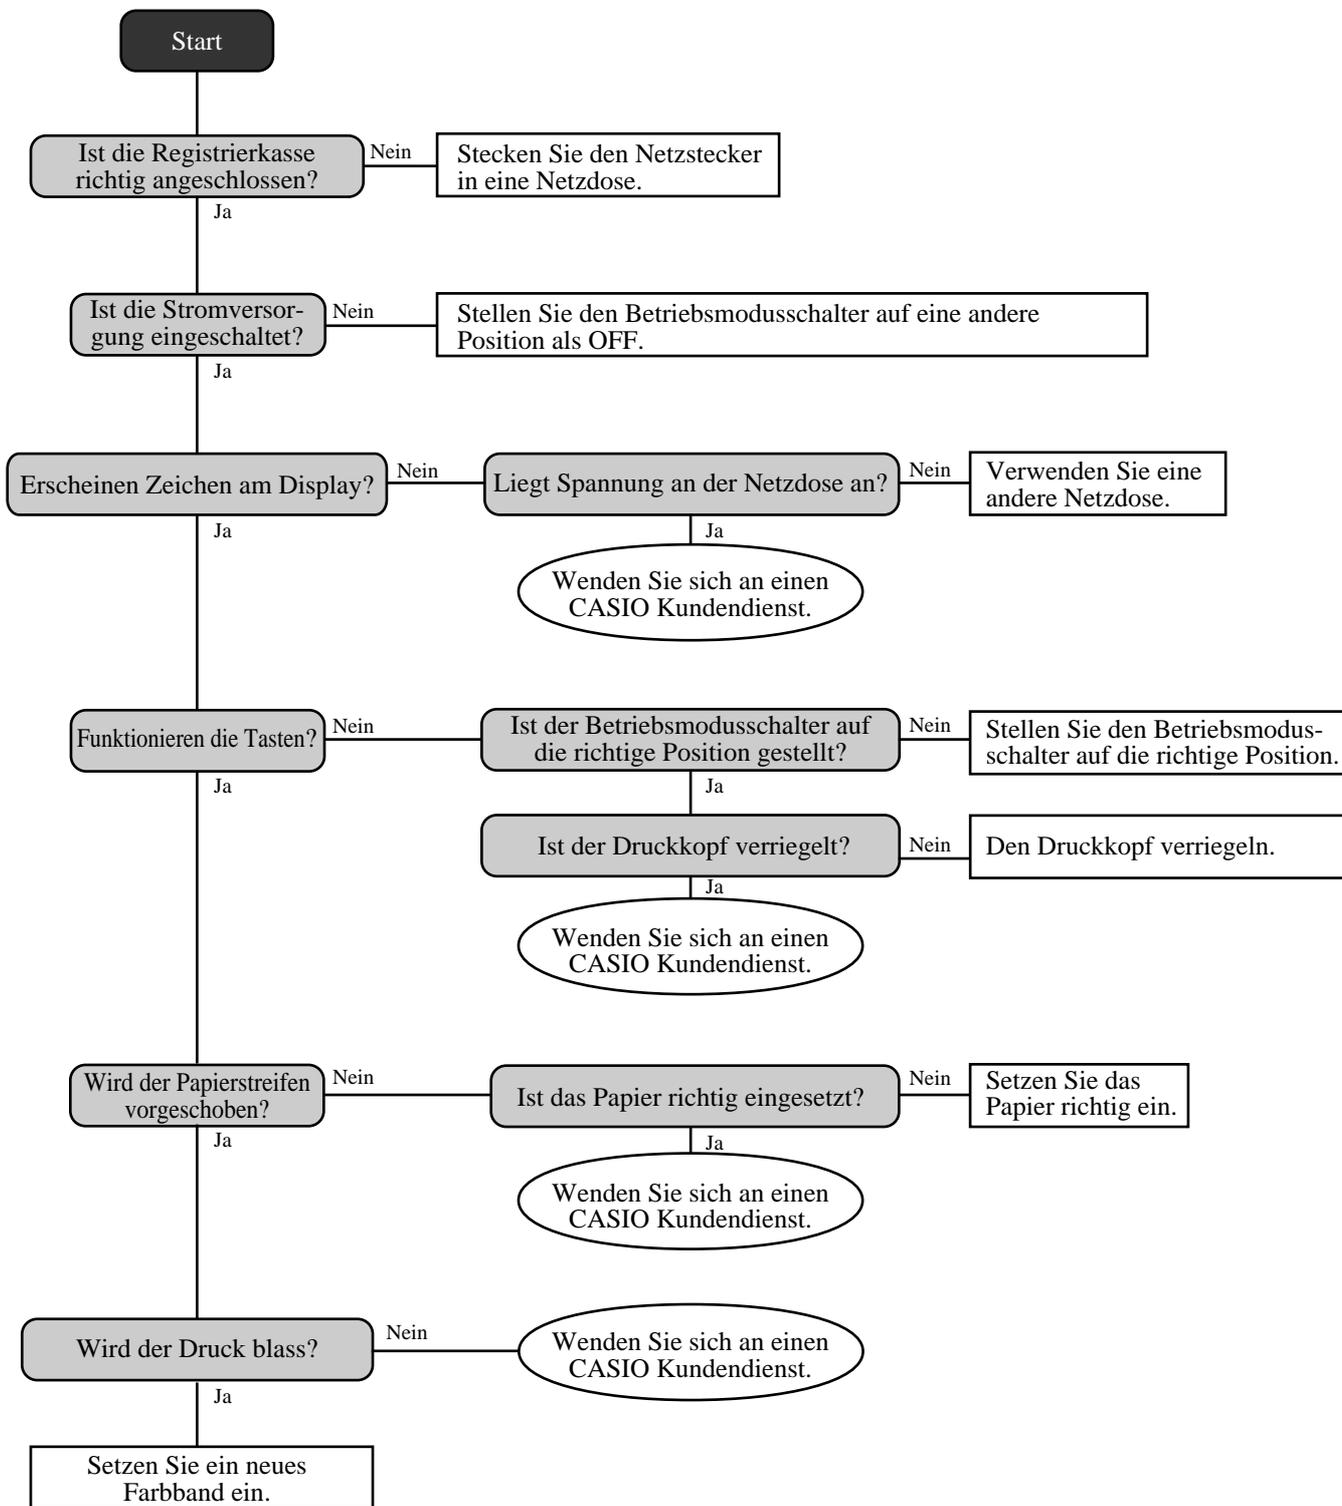 Start
Ist die Registrierkasse
richtig angeschlossen?
Nein
Stecken Sie den Netzstecker
in eine Netzdose.
Ja
Ist die Stromversor-
gung eingeschaltet?
Nein
Stellen Sie den Betriebsmodusschalter auf eine andere
Position als OFF.
Ja
Erscheinen Zeichen am Display?
Nein
Liegt Spannung an der Netzdose an?
Nein
Verwenden Sie eine
andere Netzdose.
Ja
Ja
Wenden Sie sich an einen
CASIO Kundendienst.
Funktionieren die Tasten?
Nein
Ist der Betriebsmodusschalter auf
die richtige Position gestellt?
Nein
Stellen Sie den Betriebsmodus-
schalter auf die richtige Position.
Ja
Ja
Ist der Druckkopf verriegelt?
Nein
Den Druckkopf verriegeln.
Ja
Wenden Sie sich an einen
CASIO Kundendienst.
Wird der Papierstreifen
vorgeschoben?
Nein
Ist das Papier richtig eingesetzt?
Nein
Setzen Sie das
Papier richtig ein.
Ja
Ja
Wenden Sie sich an einen
CASIO Kundendienst.
Wird der Druck blass?
Nein
Wenden Sie sich an einen
CASIO Kundendienst.
Ja
Setzen Sie ein neues
Farbband ein.